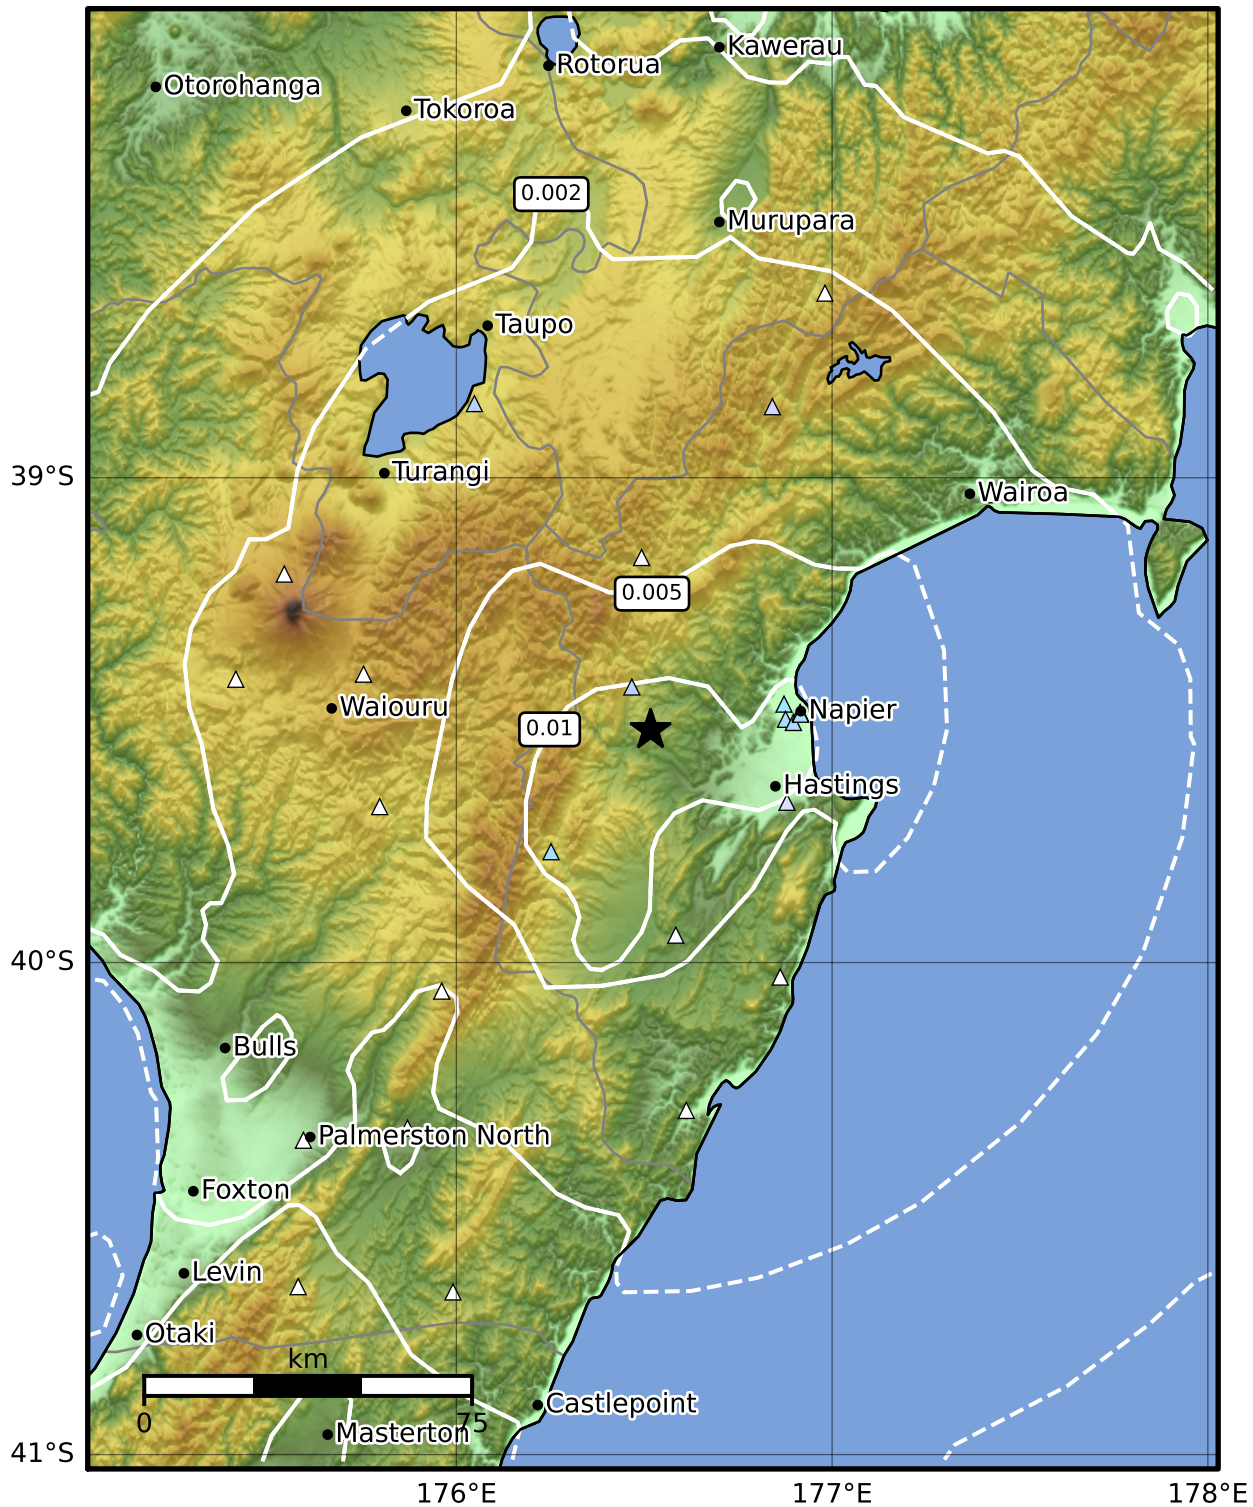 Kawerau
Rotorua
Otorohanga
Tokoroa
0.002
Murupara
Taupo
Turangi
39°S
Wairoa
0.005
Waiouru
Napier
0.01
Hastings
40°S
Bulls
Palmerston North
Foxton
Levin
Otaki
km
0
75
Castlepoint
Masterton
41°S
176°E
177°E
178°E